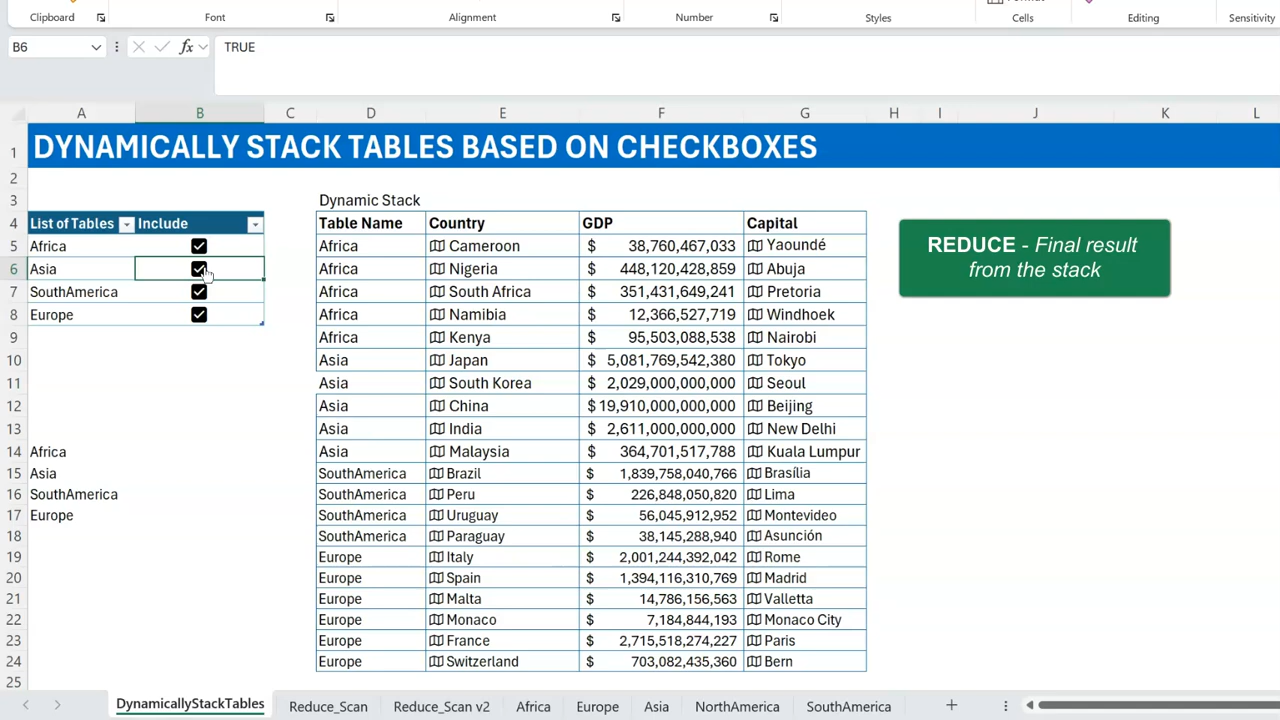 Clipboard Font Alignment Number Styles Cells Editing Sensitivity
B6 fx TRUE
A B C D E F G H I J K L
1 DYNAMICALLY STACK TABLES BASED ON CHECKBOXES
2
3 Dynamic Stack
4 List of Tables Include Table Name Country GDP Capital
5 Africa Africa Cameroon $ 38,760,467,033 Yaoundé
6 Asia Africa Nigeria $ 448,120,428,859 Abuja
7 SouthAmerica Africa South Africa $ 351,431,649,241 Pretoria
8 Europe Africa Namibia $ 12,366,527,719 Windhoek
9 Africa Kenya $ 95,503,088,538 Nairobi
10 Asia Japan $ 5,081,769,542,380 Tokyo
11 Asia South Korea $ 2,029,000,000,000 Seoul
12 Asia China $ 19,910,000,000,000 Beijing
13 Asia India $ 2,611,000,000,000 New Delhi
14 Africa Asia Malaysia $ 364,701,517,788 Kuala Lumpur
15 Asia SouthAmerica Brazil $ 1,839,758,040,766 Brasília
16 SouthAmerica SouthAmerica Peru $ 226,848,050,820 Lima
17 Europe SouthAmerica Uruguay $ 56,045,912,952 Montevideo
18 SouthAmerica Paraguay $ 38,145,288,940 Asunción
19 Europe Italy $ 2,001,244,392,042 Rome
20 Europe Spain $ 1,394,116,310,769 Madrid
21 Europe Malta $ 14,786,156,563 Valletta
22 Europe Monaco $ 7,184,844,193 Monaco City
23 Europe France $ 2,715,518,274,227 Paris
24 Europe Switzerland $ 703,082,435,360 Bern
25
REDUCE - Final result
from the stack
DynamicallyStackTables Reduce_Scan Reduce_Scan v2 Africa Europe Asia NorthAmerica SouthAmerica